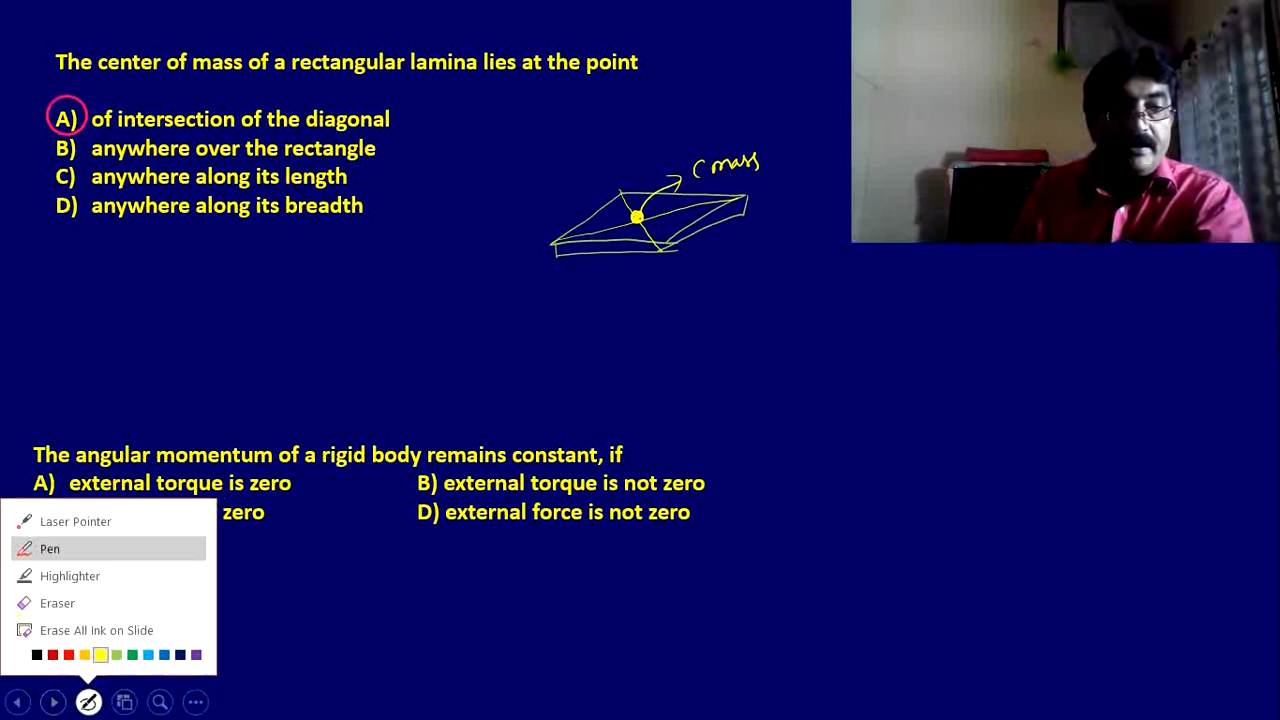 The center of mass of a rectangular lamina lies at the point
A) of intersection of the diagonal
B) anywhere over the rectangle
C) anywhere along its length
D) anywhere along its breadth
C mass
The angular momentum of a rigid body remains constant, if
A) external torque is zero B) external torque is not zero
zero D) external force is not zero
Laser Pointer
Pen
Highlighter
Eraser
Erase All Ink on Slide